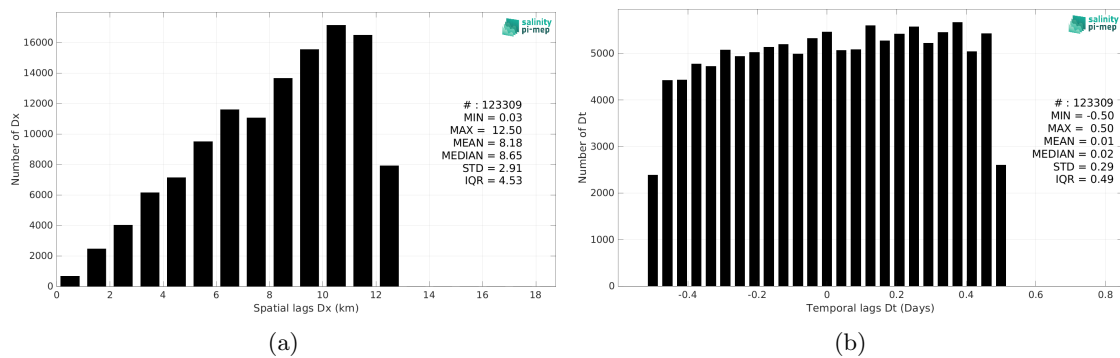 salinity
pi-mep
16000
14000
12000
10000
8000
6000
4000
2000
0
Number of Dx
# : 123309
MIN = 0.03
MAX = 12.50
MEAN = 8.18
MEDIAN = 8.65
STD = 2.91
IQR = 4.53
0 2 4 6 8 10 12 14 16 18
Spatial lags Dx (km)
(a)
salinity
pi-mep
5000
4000
3000
2000
1000
0
Number of Dt
# : 123309
MIN = -0.50
MAX = 0.50
MEAN = 0.01
MEDIAN = 0.02
STD = 0.29
IQR = 0.49
-0.4 -0.2 0 0.2 0.4 0.6 0.8
Temporal lags Dt (Days)
(b)